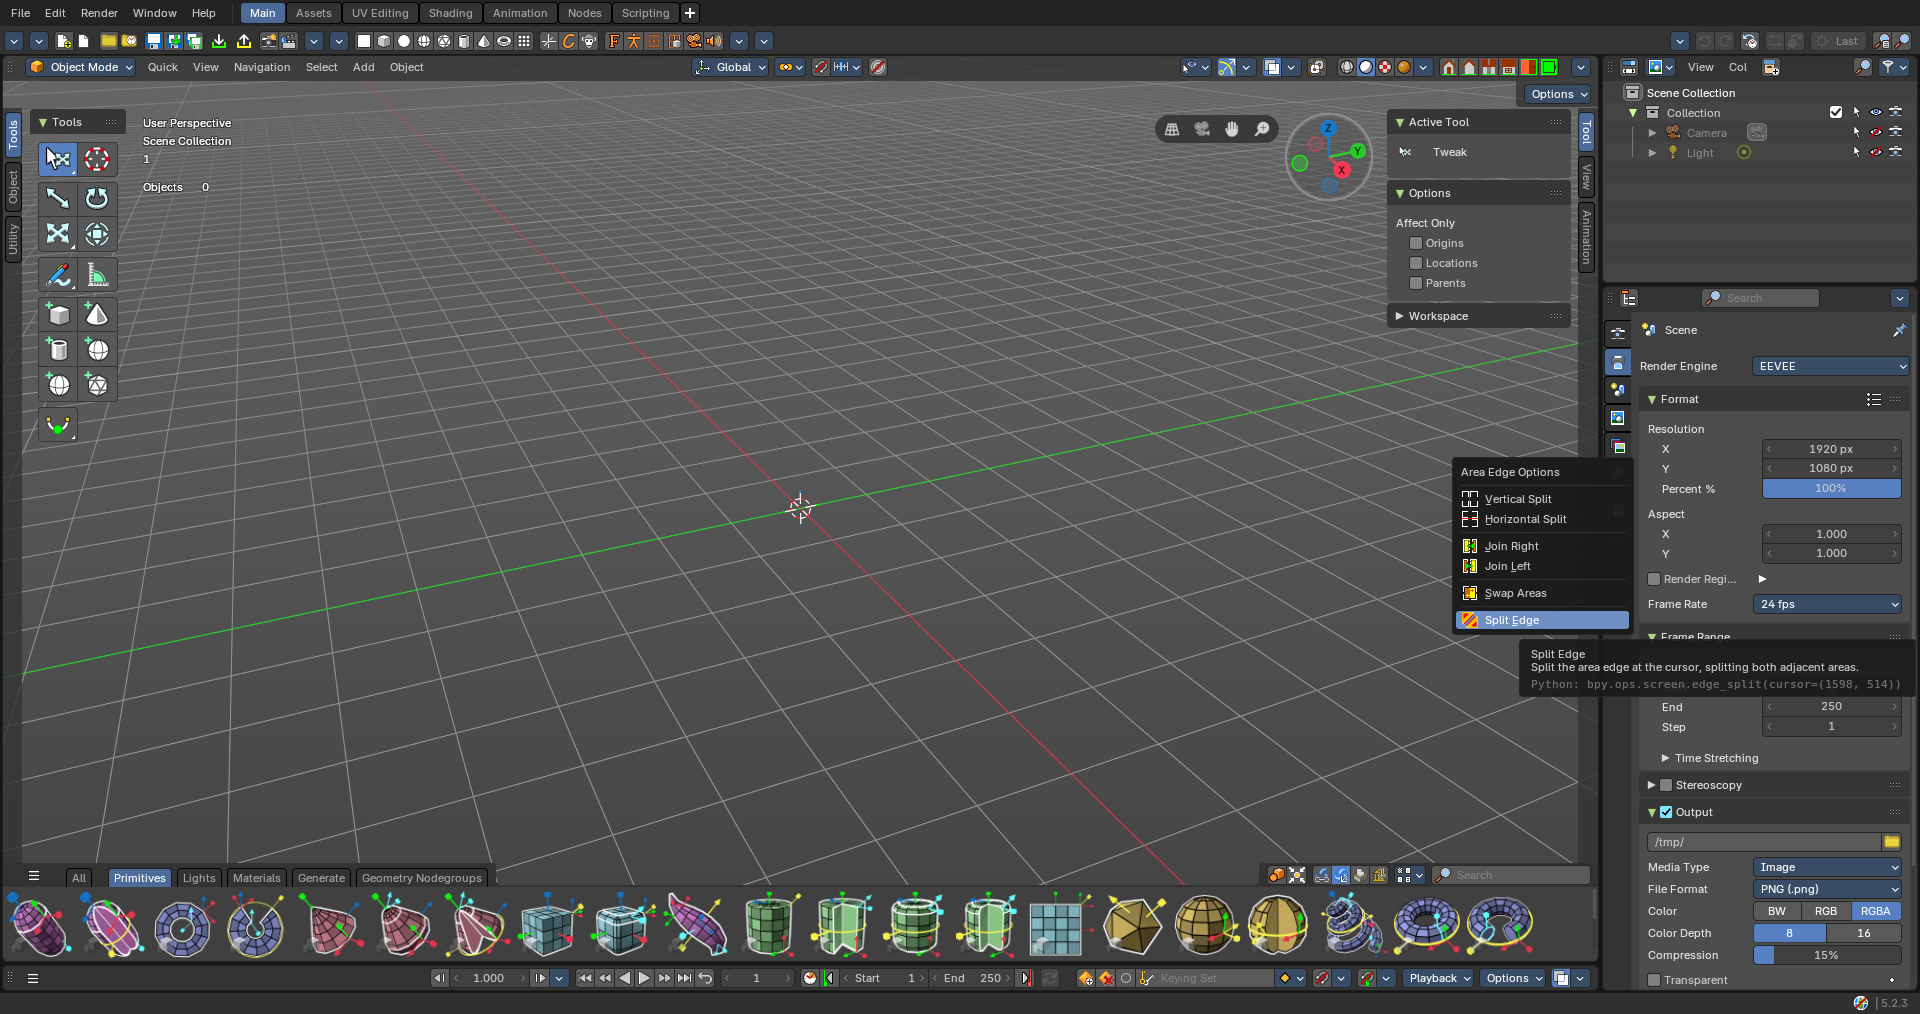 File Edit Render Window Help Main Assets UV Editing Shading Animation Nodes Scripting
Last
Object Mode Quick View Navigation Select Add Object Global View Col
Options
Scene Collection
Collection
Camera
Light
Tools
Tools
Object
Utility
User Perspective
Scene Collection
1
Objects 0
Z
Y
X
Active Tool
Tweak
Options
Affect Only
Origins
Locations
Parents
Workspace
Tool
View
Animation
Search
Scene
Render Engine EEVEE
Format
Resolution
X 1920 px
Y 1080 px
Percent % 100%
Aspect
X 1.000
Y 1.000
Render Regi...
Frame Rate 24 fps
Frame Range
Area Edge Options
Vertical Split
Horizontal Split
Join Right
Join Left
Swap Areas
Split Edge
Split Edge
Split the area edge at the cursor, splitting both adjacent areas.
Python: bpy.ops.screen.edge_split(cursor=(1598, 514))
End 250
Step 1
Time Stretching
Stereoscopy
Output
/tmp/
Media Type Image
File Format PNG (.png)
Color BW RGB RGBA
Color Depth 8 16
Compression 15%
Transparent
All Primitives Lights Materials Generate Geometry Nodegroups Search
1.000 1 Start 1 End 250 Keying Set Playback Options
5.2.3